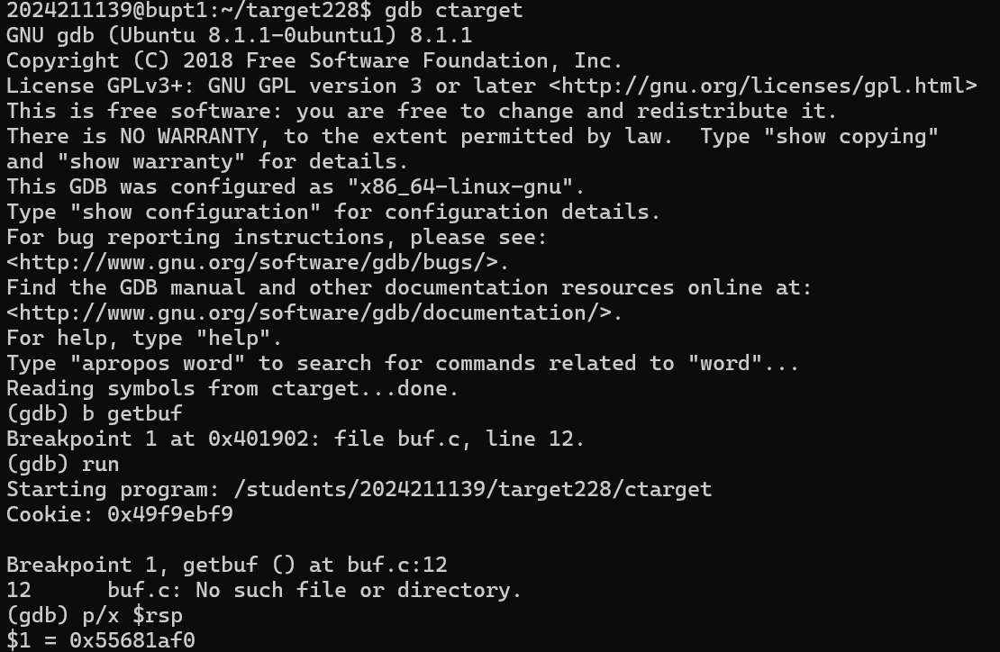 2024211139@bupt1:~/target228$ gdb ctarget
GNU gdb (Ubuntu 8.1.1-0ubuntu1) 8.1.1
Copyright (C) 2018 Free Software Foundation, Inc.
License GPLv3+: GNU GPL version 3 or later <http://gnu.org/licenses/gpl.html>
This is free software: you are free to change and redistribute it.
There is NO WARRANTY, to the extent permitted by law.  Type "show copying"
and "show warranty" for details.
This GDB was configured as "x86_64-linux-gnu".
Type "show configuration" for configuration details.
For bug reporting instructions, please see:
<http://www.gnu.org/software/gdb/bugs/>.
Find the GDB manual and other documentation resources online at:
<http://www.gnu.org/software/gdb/documentation/>.
For help, type "help".
Type "apropos word" to search for commands related to "word"...
Reading symbols from ctarget...done.
(gdb) b getbuf
Breakpoint 1 at 0x401902: file buf.c, line 12.
(gdb) run
Starting program: /students/2024211139/target228/ctarget
Cookie: 0x49f9ebf9
Breakpoint 1, getbuf () at buf.c:12
12      buf.c: No such file or directory.
(gdb) p/x $rsp
$1 = 0x55681af0